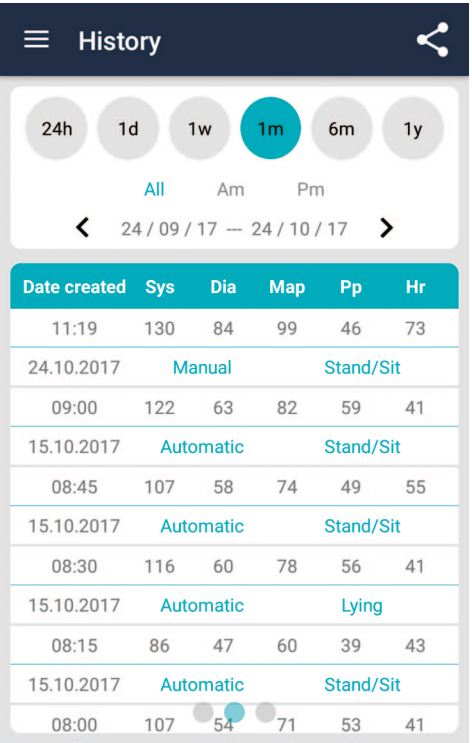 History
24h 1d 1w 1m 6m 1y
All Am Pm
24 / 09 / 17 --- 24 / 10 / 17
Date created Sys Dia Map Pp Hr
11:19 130 84 99 46 73
24.10.2017 Manual Stand/Sit
09:00 122 63 82 59 41
15.10.2017 Automatic Stand/Sit
08:45 107 58 74 49 55
15.10.2017 Automatic Stand/Sit
08:30 116 60 78 56 41
15.10.2017 Automatic Lying
08:15 86 47 60 39 43
15.10.2017 Automatic Stand/Sit
08:00 107 54 71 53 41